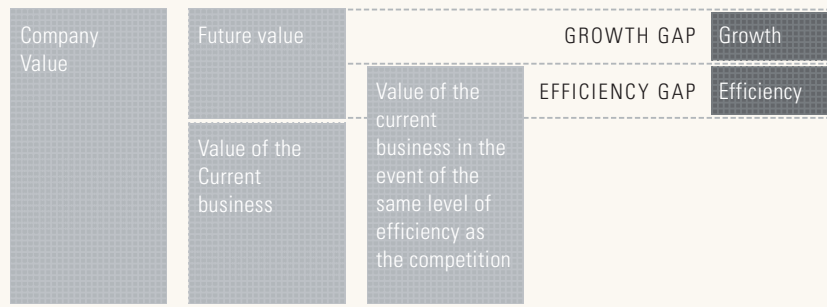 Company
Value
Future value
Value of the
Current
business
Value of the
current
business in the
event of the
same level of
efficiency as
the competition
GROWTH GAP
Growth
EFFICIENCY GAP
Efficiency